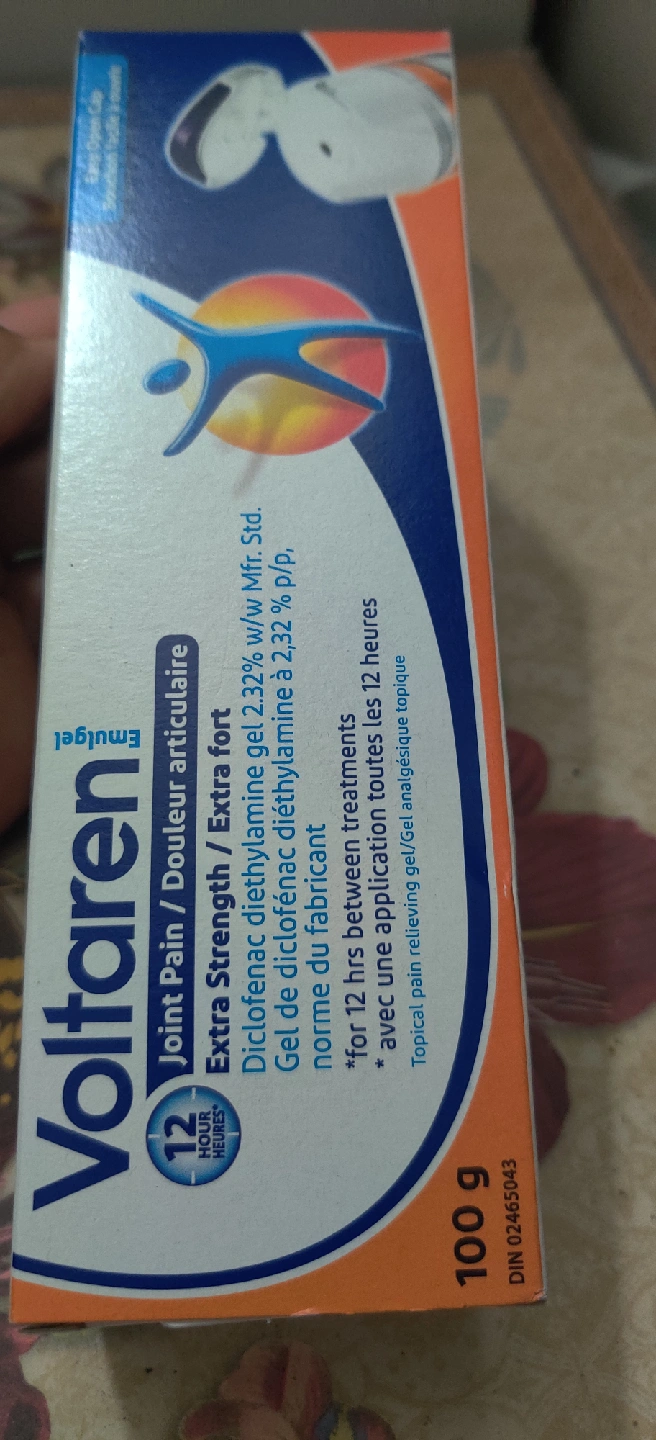 Voltaren
Emulgel
Joint Pain / Douleur articulaire
12
HOUR
HEURES*
Extra Strength / Extra fort
Diclofenac diethylamine gel 2.32% w/w Mfr. Std.
Gel de diclofénac diéthylamine à 2,32 % p/p,
norme du fabricant
*for 12 hrs between treatments
* avec une application toutes les 12 heures
Topical pain relieving gel/Gel analgésique topique
100 g
DIN 02465043